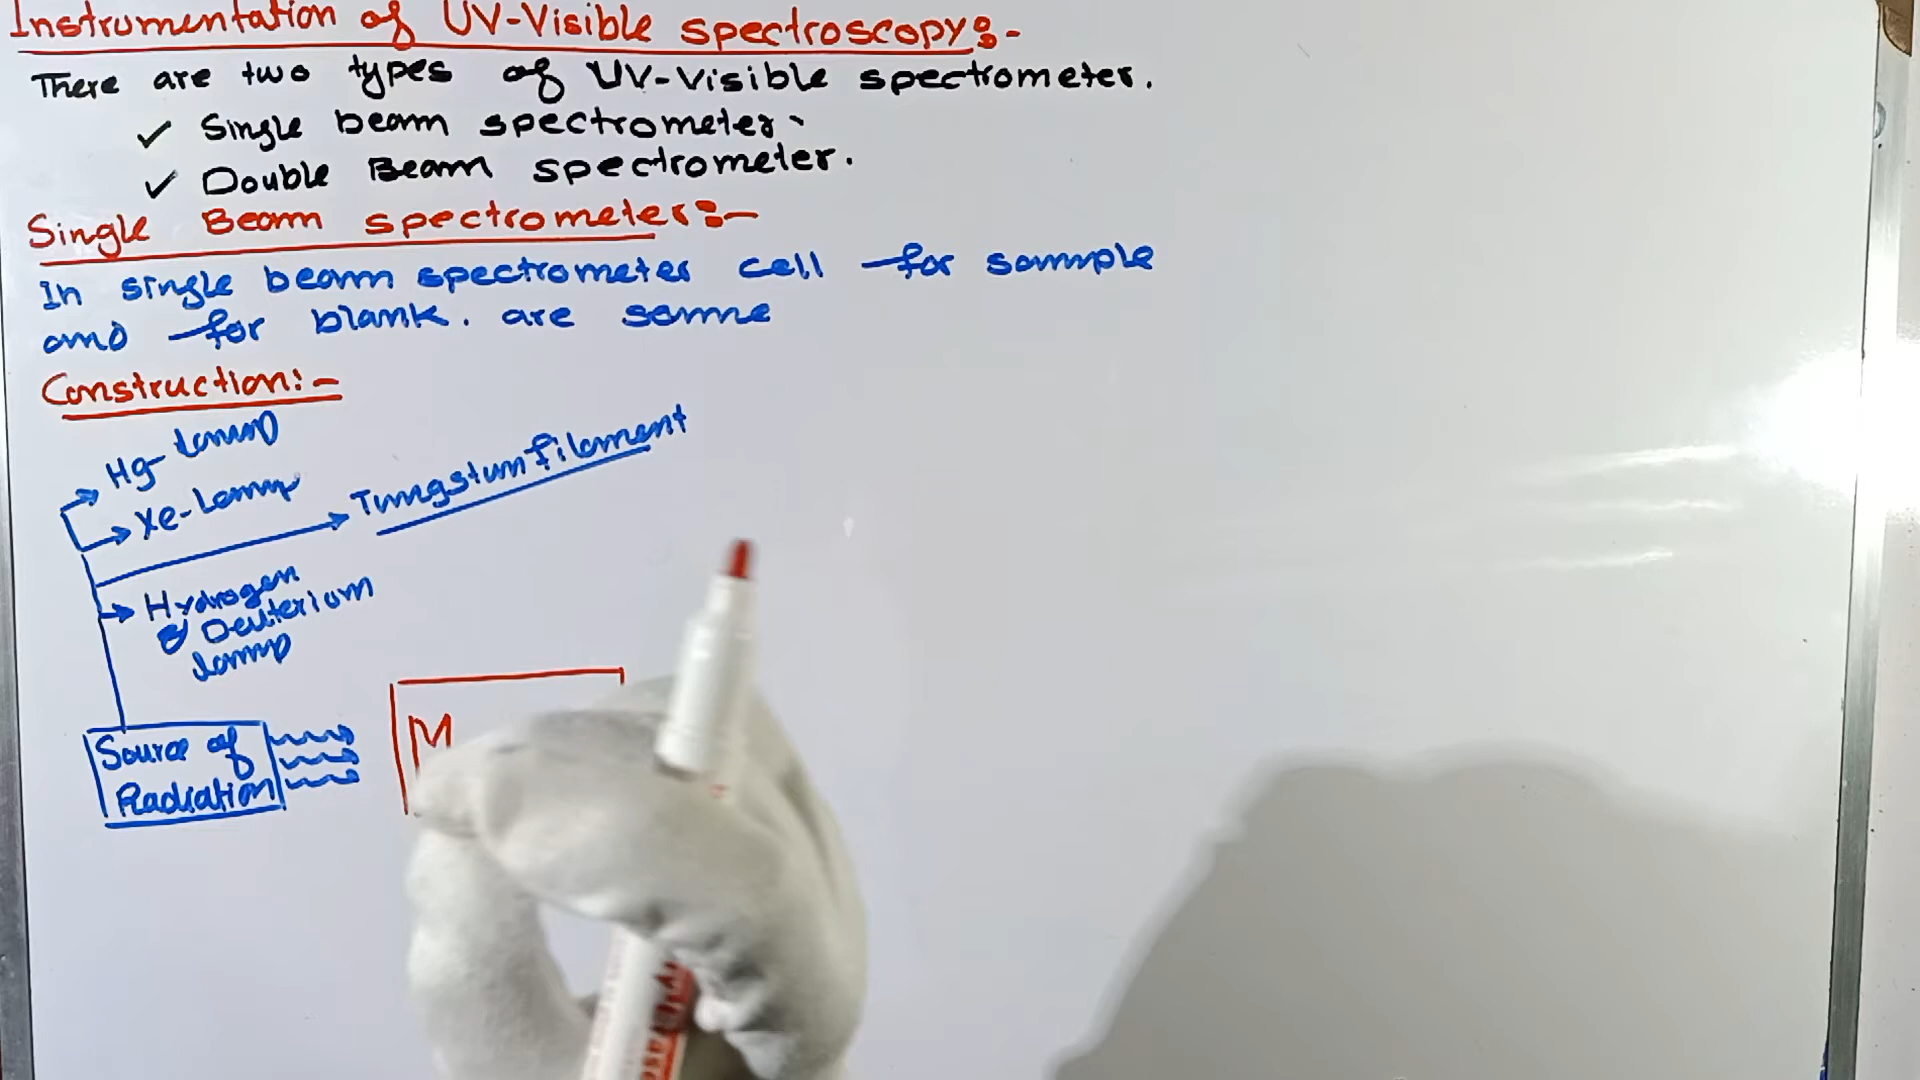 Instrumentation of UV-Visible spectroscopy:-
There are two types of UV-Visible spectrometer.
✓ Single beam spectrometer.
✓ Double Beam spectrometer.
Single Beam spectrometer:-
In single beam spectrometer cell for sample
and for blank. are same
Construction:-
Hg-lamp
Xe-Lamp
Tungstum filament
Hydrogen
& Deuterium
lamp
Source of
Radiation
M